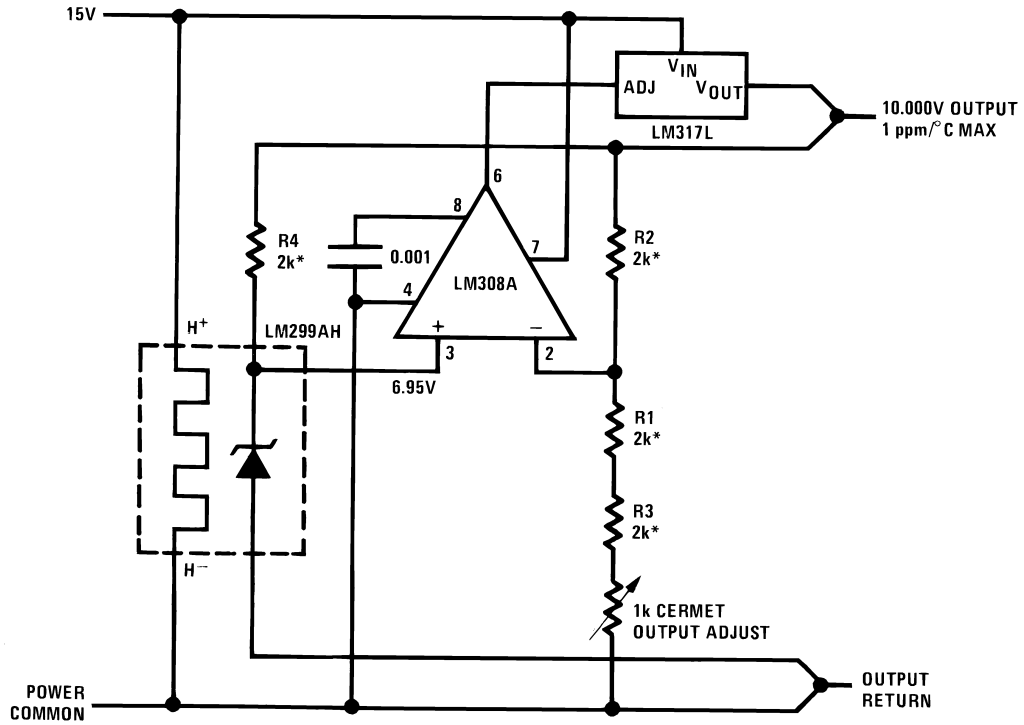 15V
VIN
ADJ
VOUT
LM317L
10.000V OUTPUT
1 ppm/°C MAX
6
8
R4
2k*
0.001
7
R2
2k*
4
LM308A
H+
LM299AH
+
−
3
2
6.95V
R1
2k*
R3
2k*
H−
1k CERMET
OUTPUT ADJUST
POWER
COMMON
OUTPUT
RETURN